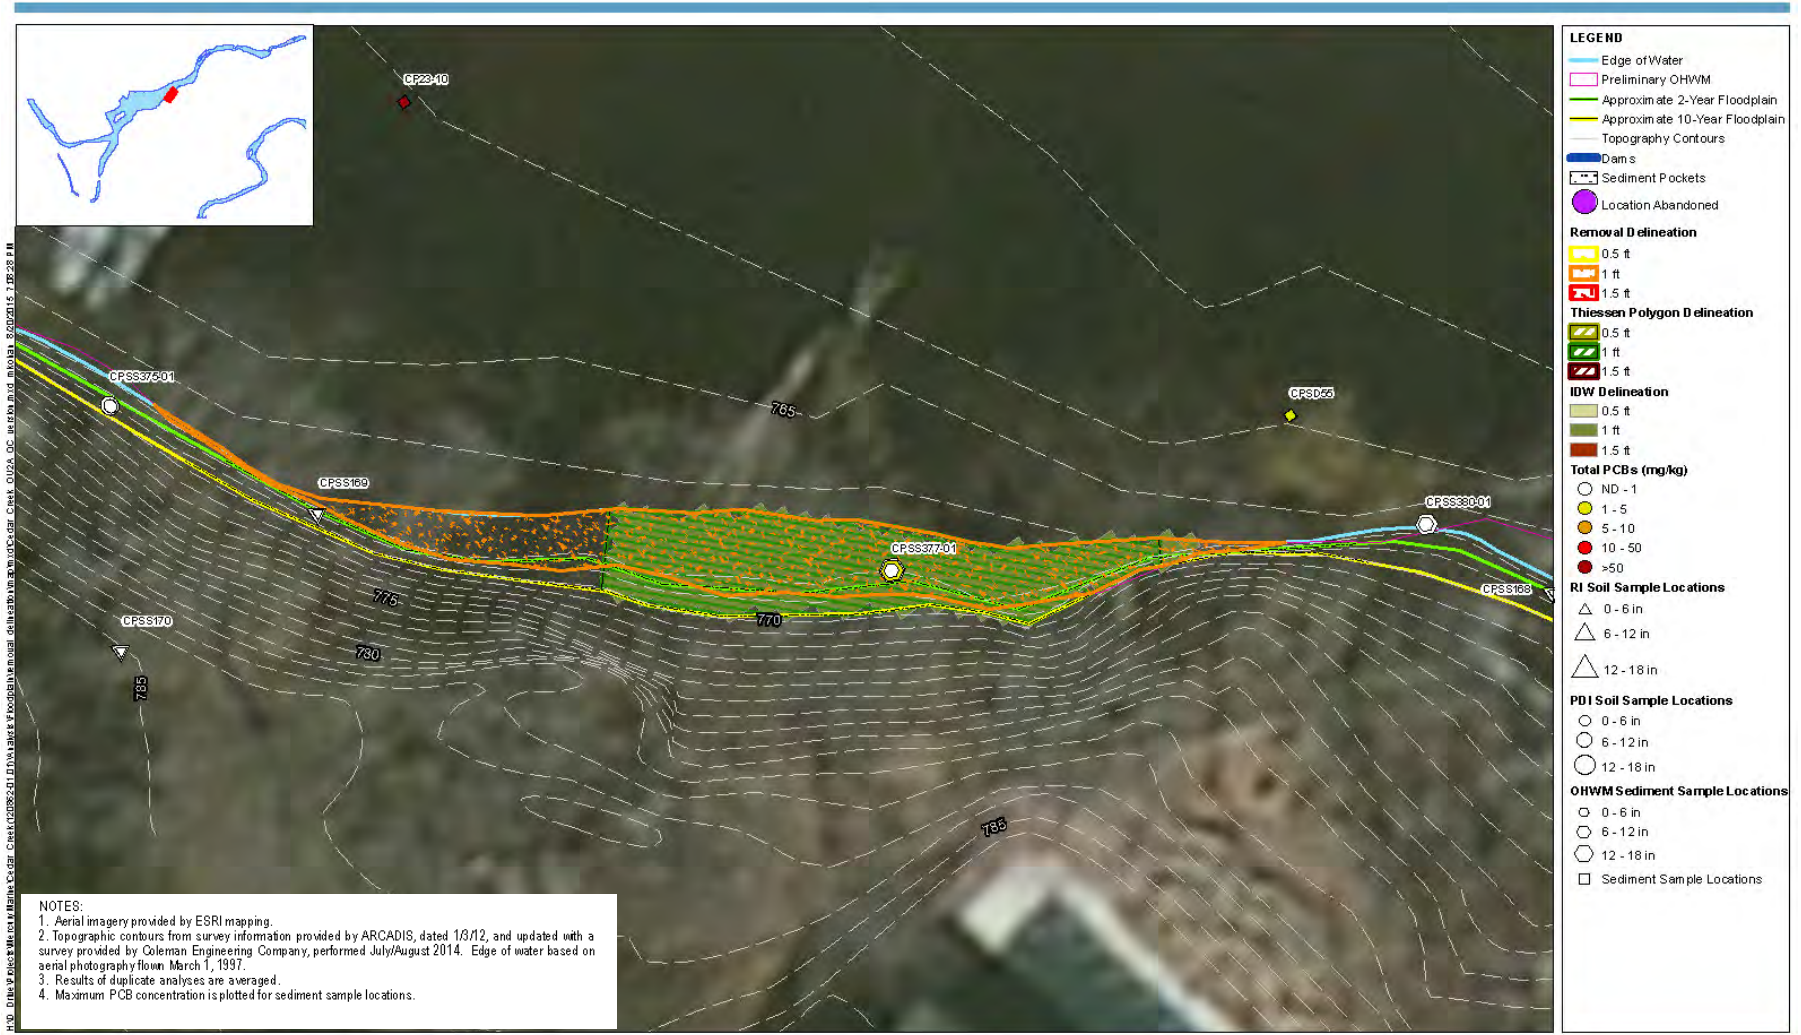 CP23-10
765
CPSS375-01
CPSD55
CPSS169
CPSS380-01
CPSS377-01
CPSS168
775
770
CPSS170
780
785
785
NOTES:
1. Aerial imagery provided by ESRI mapping.
2. Topographic contours from survey information provided by ARCADIS, dated 1/3/12, and updated with a
survey provided by Coleman Engineering Company, performed July/August 2014. Edge of water based on
aerial photography flown March 1, 1997.
3. Results of duplicate analyses are averaged.
4. Maximum PCB concentration is plotted for sediment sample locations.
LEGEND
Edge of Water
Preliminary OHWM
Approximate 2-Year Floodplain
Approximate 10-Year Floodplain
Topography Contours
Dams
Sediment Pockets
Location Abandoned
Removal Delineation
0.5 ft
1 ft
1.5 ft
Thiessen Polygon Delineation
0.5 ft
1 ft
1.5 ft
IDW Delineation
0.5 ft
1 ft
1.5 ft
Total PCBs (mg/kg)
ND - 1
1 - 5
5 - 10
10 - 50
>50
RI Soil Sample Locations
0 - 6 in
6 - 12 in
12 - 18 in
PDI Soil Sample Locations
0 - 6 in
6 - 12 in
12 - 18 in
OHWM Sediment Sample Locations
0 - 6 in
6 - 12 in
12 - 18 in
Sediment Sample Locations